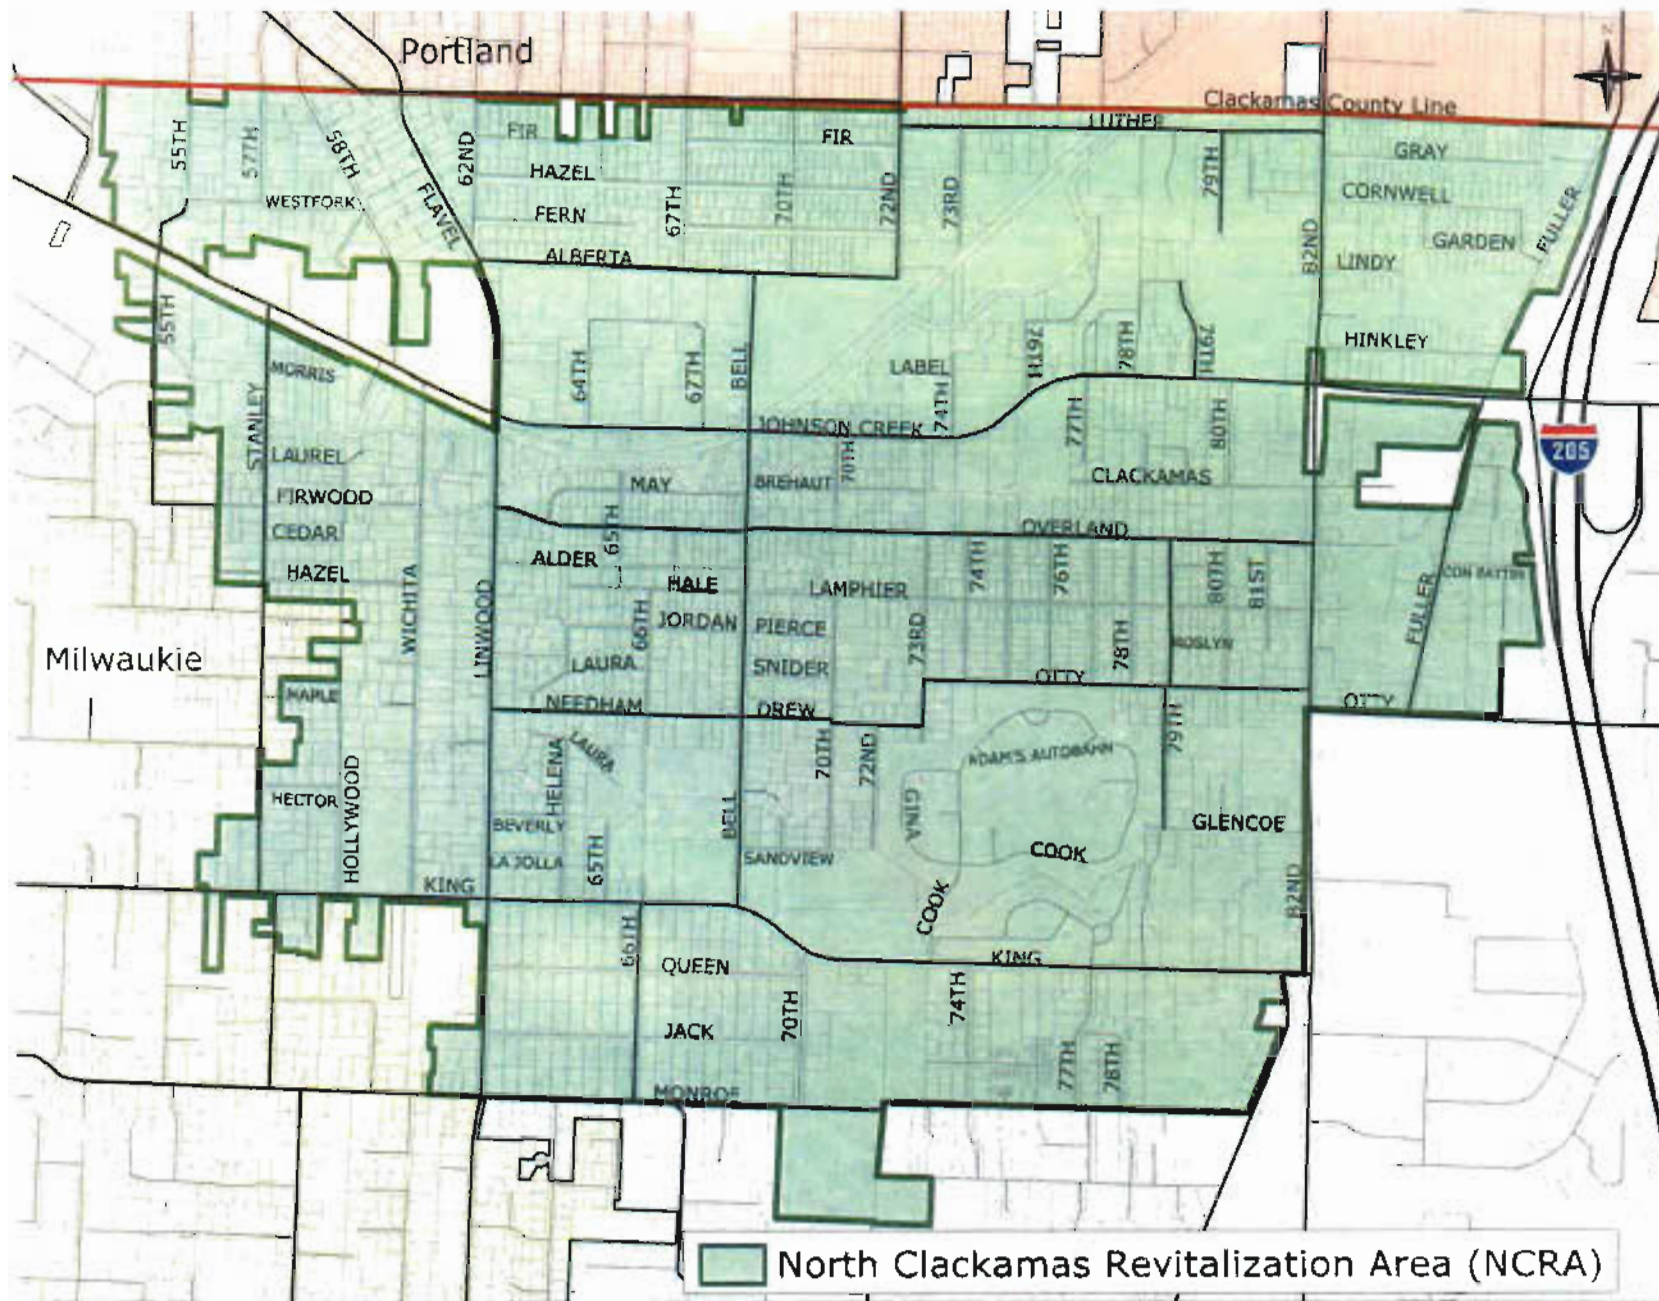 Portland
Clackamas County Line
LUTHER
55TH
57TH
58TH
62ND
FIR
FIR
GRAY
HAZEL
79TH
CORNWELL
WESTFORK
FLAVEL
FERN
67TH
70TH
72ND
73RD
FULLER
GARDEN
82ND
ALBERTA
LINDY
55TH
64TH
67TH
BELL
76TH
78TH
79TH
HINKLEY
MORRIS
LABEL
74TH
STANLEY
JOHNSON CREEK
77TH
80TH
205
LAUREL
70TH
MAY
BREHAUT
CLACKAMAS
FIRWOOD
CEDAR
65TH
OVERLAND
ALDER
HAZEL
HALE
LAMPHIER
74TH
76TH
80TH
81ST
WICHITA
LINWOOD
66TH
JORDAN
PIERCE
73RD
78TH
FULLER
Milwaukie
LAURA
SNIDER
OTTY
OTTY
MAPLE
NEEDHAM
DREW
79TH
HELENA
LAURA
70TH
72ND
ADAM'S AUTOBAHN
HECTOR
HOLLYWOOD
BEVERLY
BELL
GINA
GLENCOE
LA JOLLA
65TH
SANDVIEW
COOK
KING
COOK
82ND
66TH
QUEEN
KING
JACK
70TH
74TH
77TH
78TH
MONROE
North Clackamas Revitalization Area (NCRA)